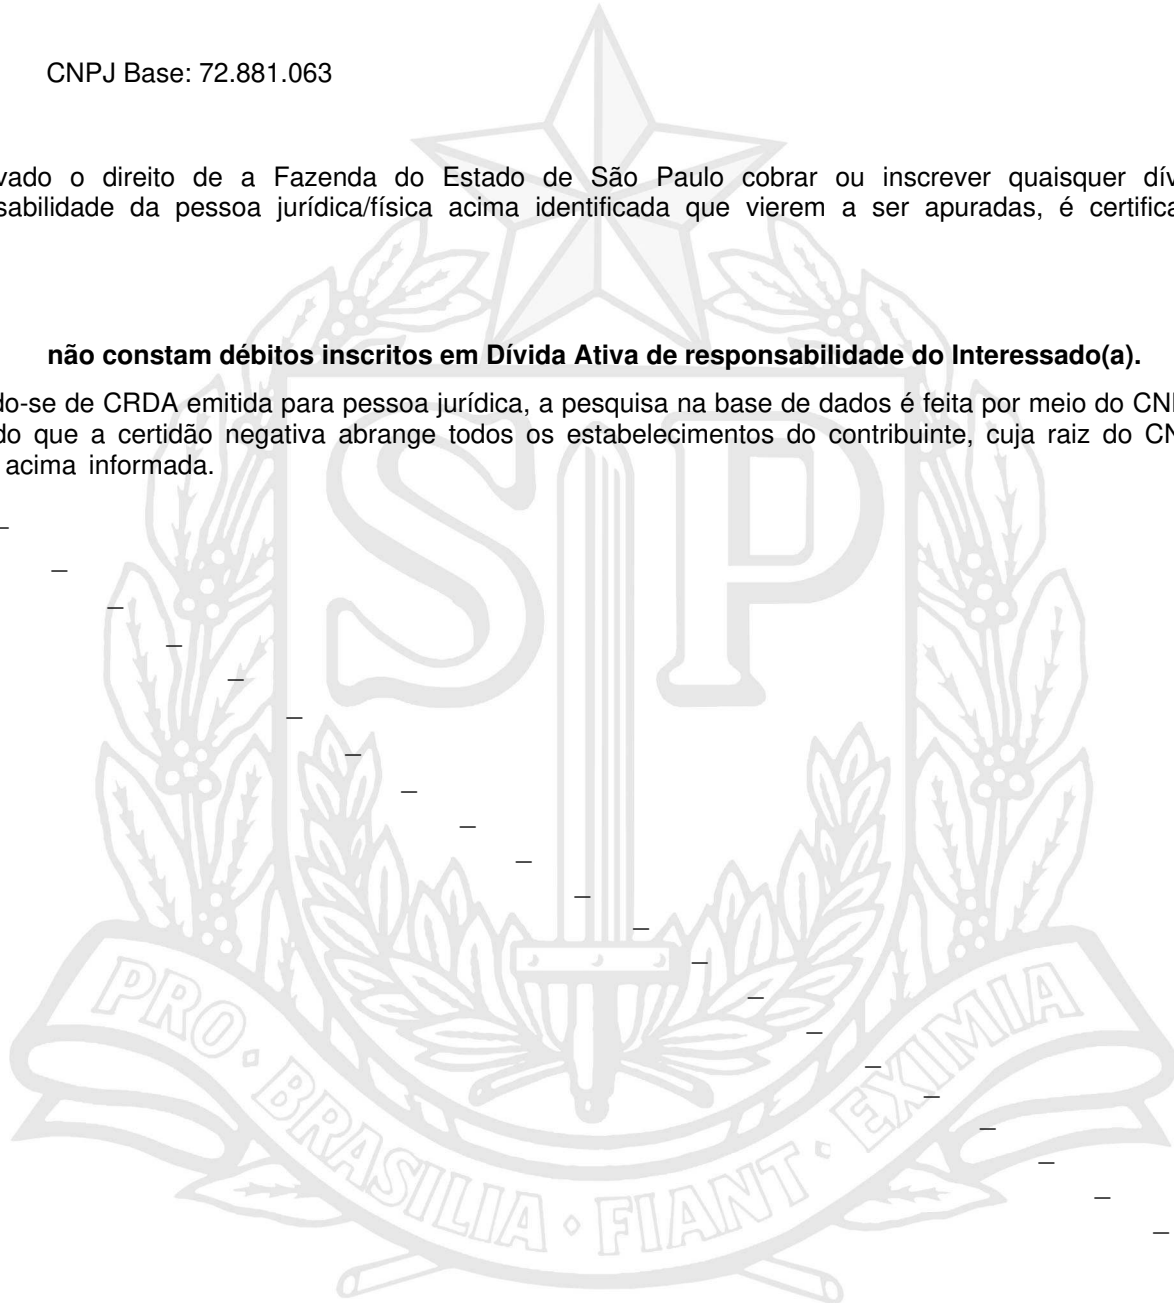 CNPJ Base: 72.881.063
vado o direito de a Fazenda do Estado de São Paulo cobrar ou inscrever quaisquer dív
sabilidade da pessoa jurídica/física acima identificada que vierem a ser apuradas, é certifica
não constam débitos inscritos em Dívida Ativa de responsabilidade do Interessado(a).
do-se de CRDA emitida para pessoa jurídica, a pesquisa na base de dados é feita por meio do CN
do que a certidão negativa abrange todos os estabelecimentos do contribuinte, cuja raiz do CN
acima informada.
SP
PRO • BRASILIA • FIANT • EXIMIA